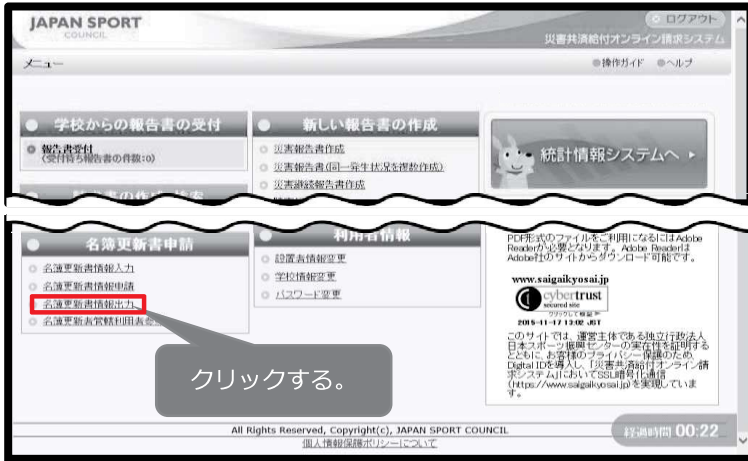 JAPAN SPORT
COUNCIL
ログアウト
災害共済給付オンライン請求システム
メニュー
操作ガイド
ヘルプ
学校からの報告書の受付
報告書受付
(受付待ち報告書の件数:0)
新しい報告書の作成
災害報告書作成
災害報告書(同一発生状況を複数作成)
災害継続報告書作成
統計情報システムへ
名簿更新書申請
名簿更新書情報入力
名簿更新書情報申請
名簿更新書情報出力
クリックする。
利用者情報
設置者情報変更
学校情報変更
パスワード変更
PDF形式のファイルをご利用になるにはAdobe
Readerが必要となります。Adobe Readerは
Adobe社のサイトからダウンロード可能です。
www.saigaikyosai.jp
cybertrust
secured site
クリックして検証
2015-11-17 13:02 JST
このサイトでは、運営主体である独立行政法人
日本スポーツ振興センターの実在性を証明する
とともに、お客様のプライバシー保護のため、
Digital IDを導入し、「災害共済給付オンライン請
求システム」においてSSL暗号化通信
(https://www.saigaikyosai.jp)を実現していま
す。
All Rights Reserved, Copyright(c), JAPAN SPORT COUNCIL
個人情報保護ポリシーについて
経過時間 00:22